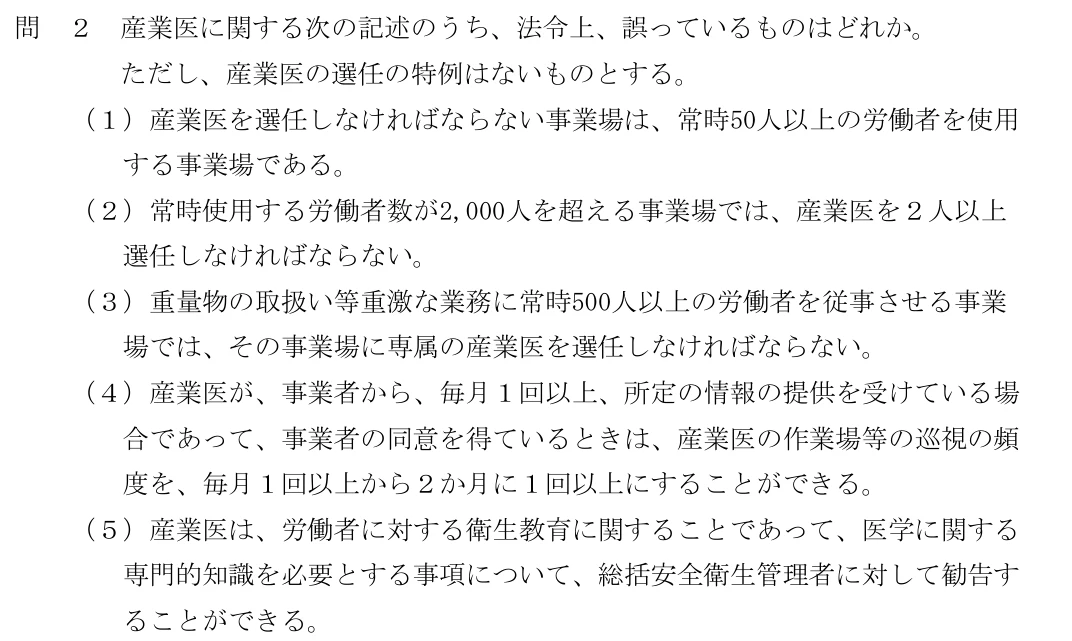 問　２　産業医に関する次の記述のうち、法令上、誤っているものはどれか。
ただし、産業医の選任の特例はないものとする。
（１）産業医を選任しなければならない事業場は、常時50人以上の労働者を使用
する事業場である。
（２）常時使用する労働者数が2,000人を超える事業場では、産業医を２人以上
選任しなければならない。
（３）重量物の取扱い等重激な業務に常時500人以上の労働者を従事させる事業
場では、その事業場に専属の産業医を選任しなければならない。
（４）産業医が、事業者から、毎月１回以上、所定の情報の提供を受けている場
合であって、事業者の同意を得ているときは、産業医の作業場等の巡視の頻
度を、毎月１回以上から２か月に１回以上にすることができる。
（５）産業医は、労働者に対する衛生教育に関することであって、医学に関する
専門的知識を必要とする事項について、総括安全衛生管理者に対して勧告す
ることができる。